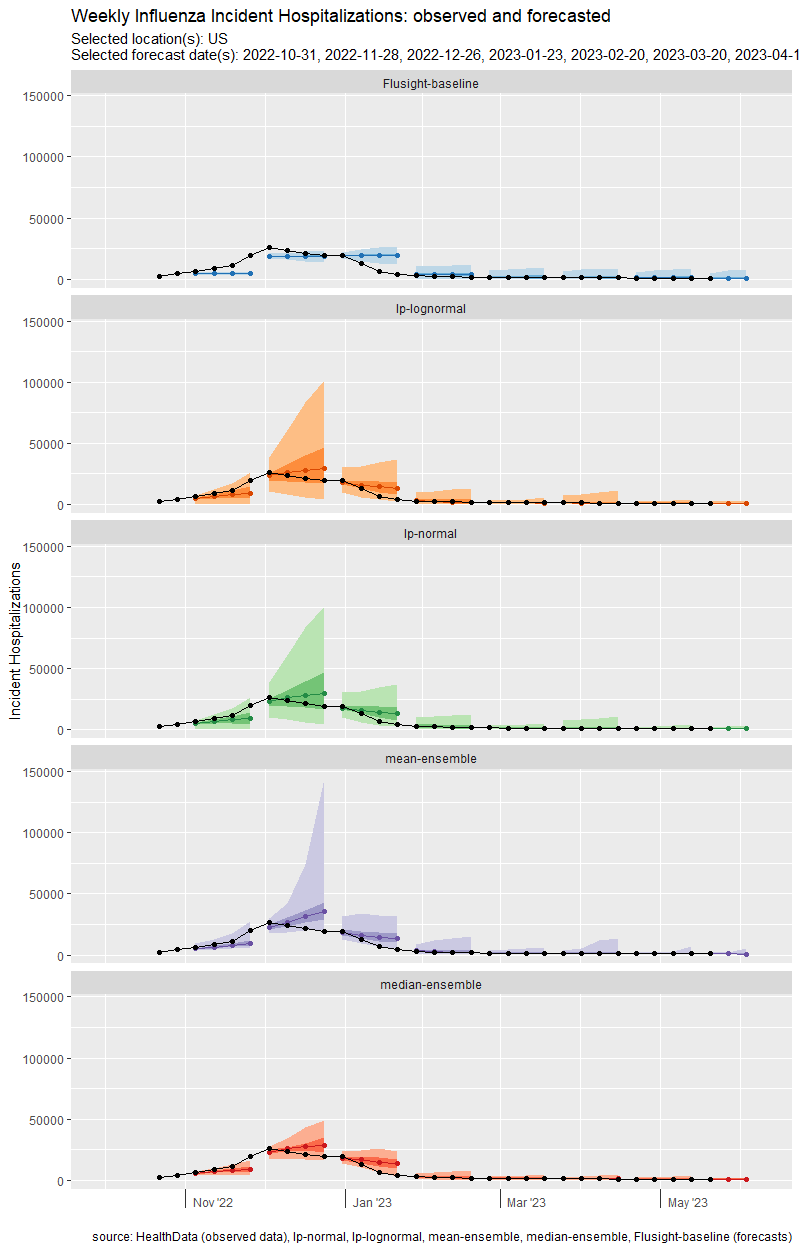 Weekly Influenza Incident Hospitalizations: observed and forecasted
Selected location(s): US
Selected forecast date(s): 2022-10-31, 2022-11-28, 2022-12-26, 2023-01-23, 2023-02-20, 2023-03-20, 2023-04-1
Flusight-baseline
150000
100000
50000
0
lp-lognormal
150000
100000
50000
0
lp-normal
150000
100000
50000
0
mean-ensemble
150000
100000
50000
0
median-ensemble
150000
100000
50000
0
Incident Hospitalizations
Nov '22
Jan '23
Mar '23
May '23
source: HealthData (observed data), lp-normal, lp-lognormal, mean-ensemble, median-ensemble, Flusight-baseline (forecasts)